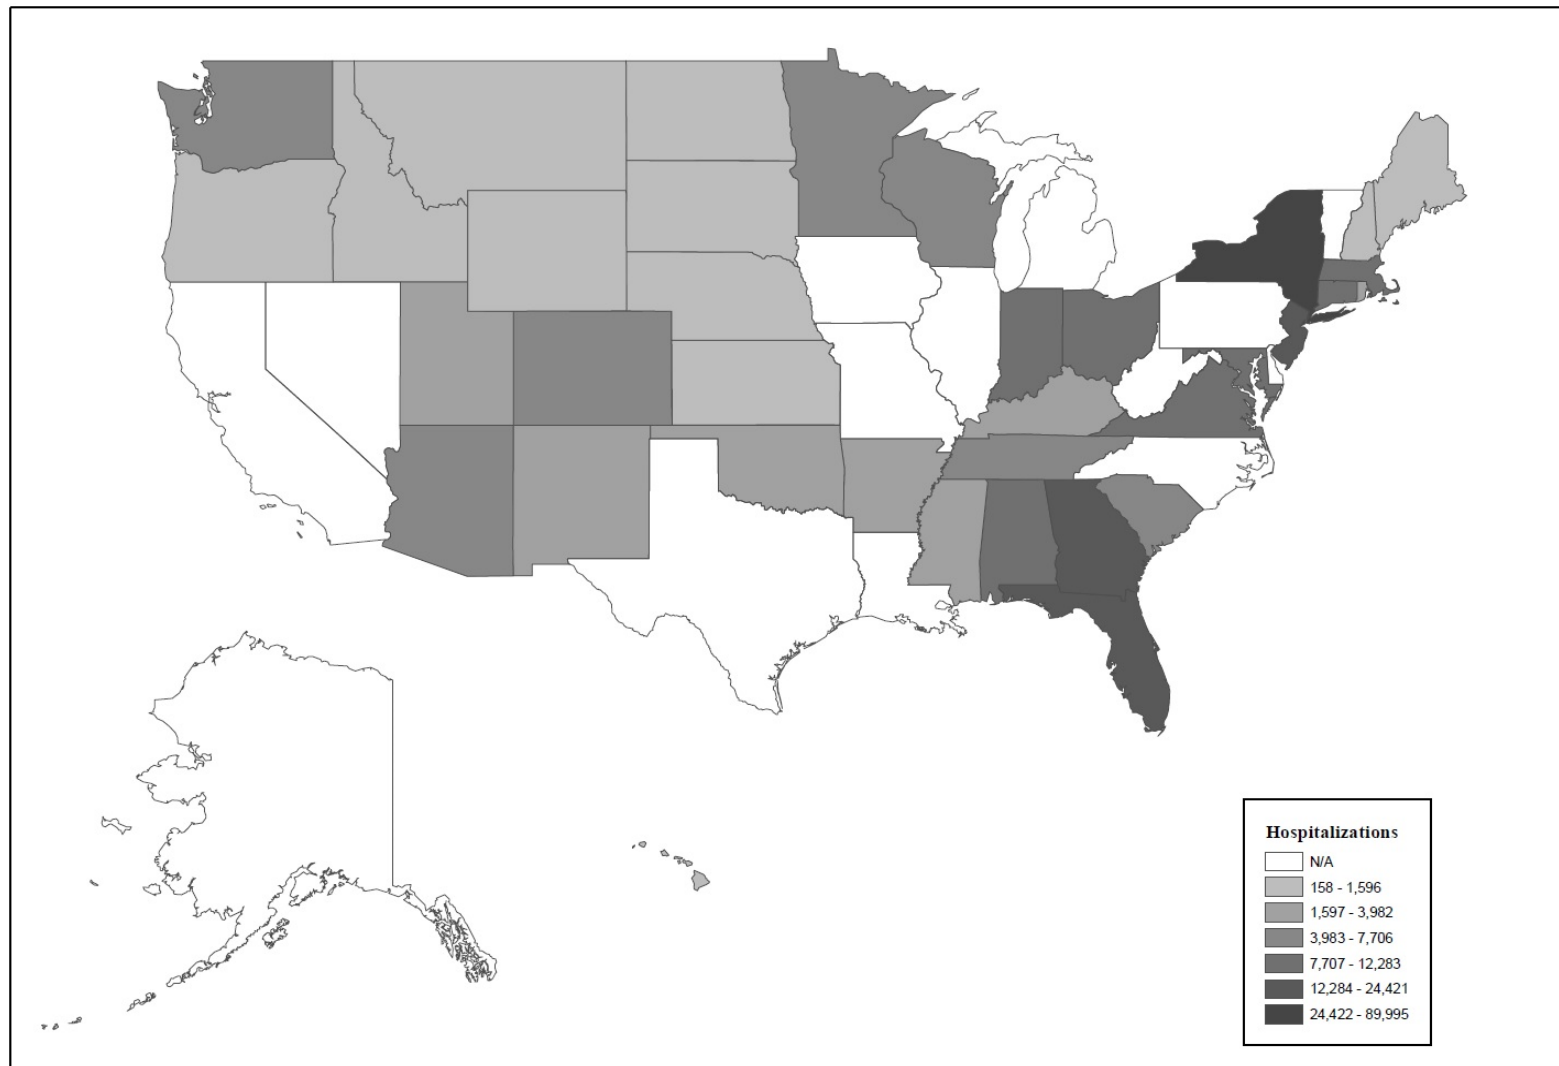 Hospitalizations
N/A
158 - 1,596
1,597 - 3,982
3,983 - 7,706
7,707 - 12,283
12,284 - 24,421
24,422 - 89,995